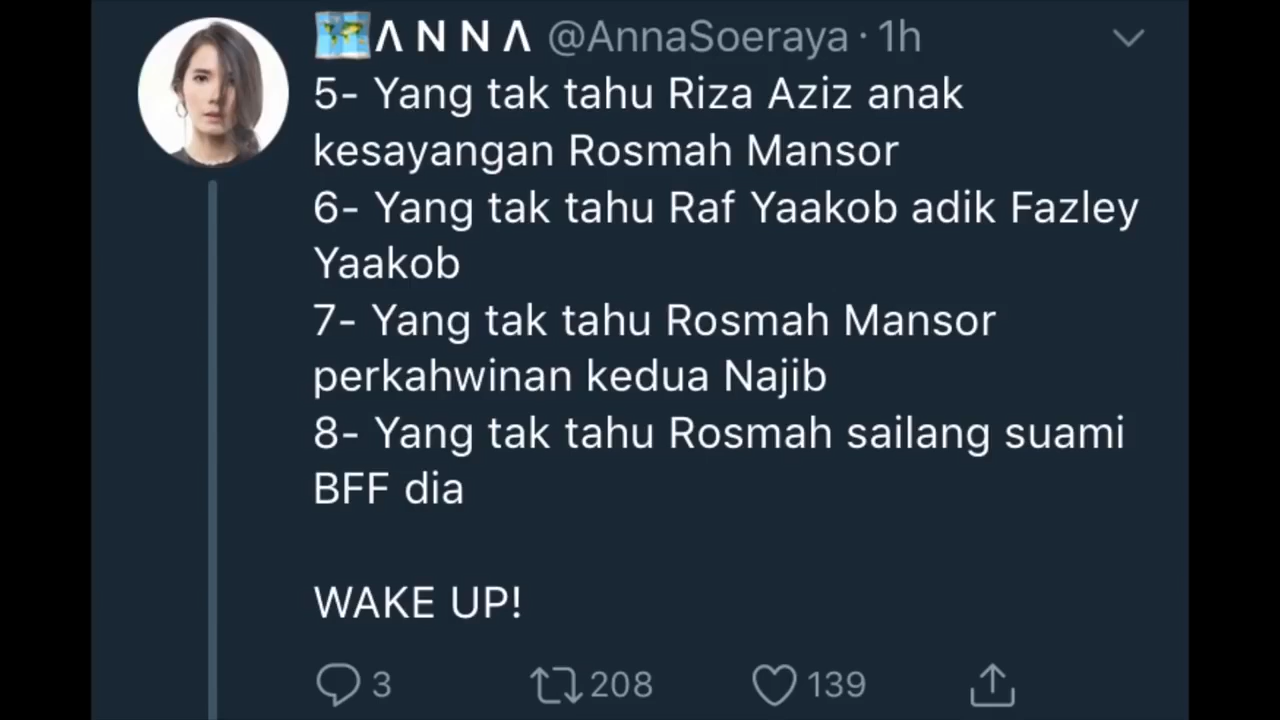 ΛNNΛ @AnnaSoeraya · 1h
5- Yang tak tahu Riza Aziz anak
kesayangan Rosmah Mansor
6- Yang tak tahu Raf Yaakob adik Fazley
Yaakob
7- Yang tak tahu Rosmah Mansor
perkahwinan kedua Najib
8- Yang tak tahu Rosmah sailang suami
BFF dia
WAKE UP!
3 208 139